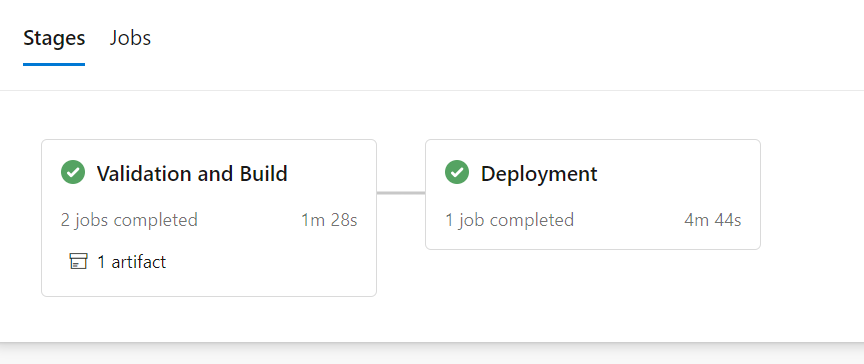 Stages Jobs
Validation and Build
2 jobs completed 1m 28s
1 artifact
Deployment
1 job completed 4m 44s